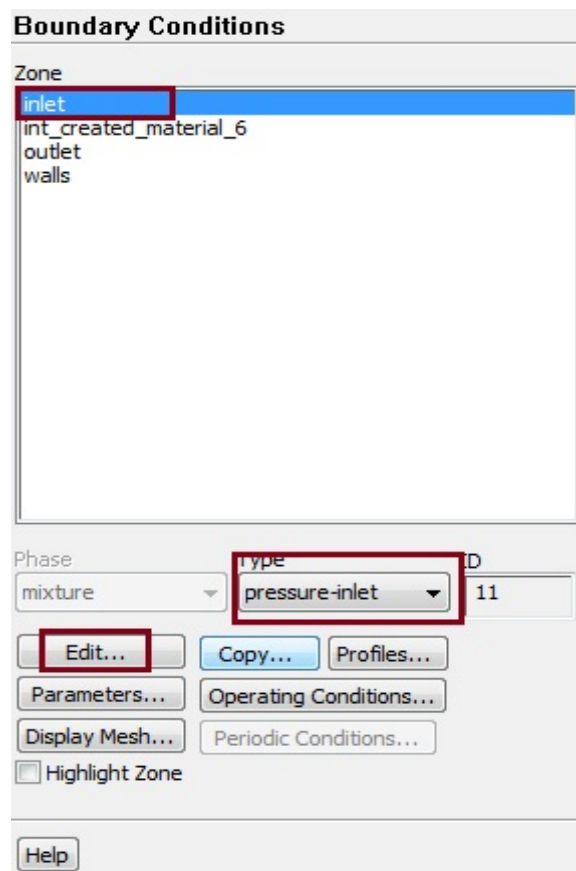 Boundary Conditions
Zone
inlet
int_created_material_6
outlet
walls
Phase Type ID
mixture pressure-inlet 11
Edit... Copy... Profiles...
Parameters... Operating Conditions...
Display Mesh... Periodic Conditions...
Highlight Zone
Help